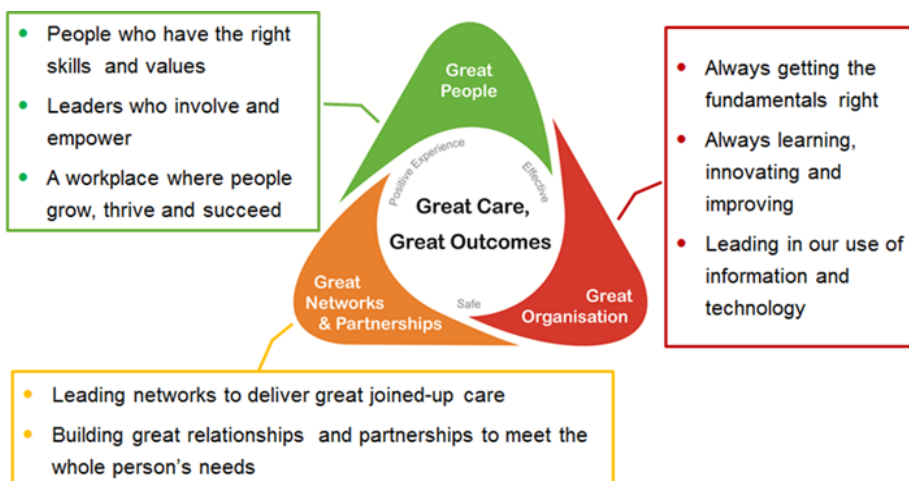 People who have the right
skills and values
Leaders who involve and
empower
A workplace where people
grow, thrive and succeed
Great
People
Always getting the
fundamentals right
Always learning,
innovating and
improving
Leading in our use of
information and
technology
Positive Experience
Effective
Safe
Great Care,
Great Outcomes
Great
Networks
& Partnerships
Great
Organisation
Leading networks to deliver great joined-up care
Building great relationships and partnerships to meet the
whole person's needs